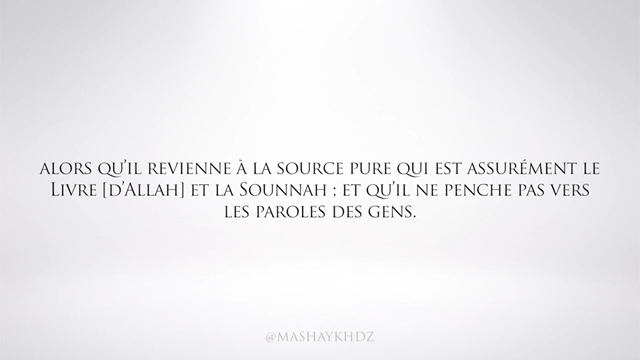 ALORS QU'IL REVIENNE À LA SOURCE PURE QUI EST ASSURÉMENT LE
LIVRE [D'ALLAH] ET LA SOUNNAH ; ET QU'IL NE PENCHE PAS VERS
LES PAROLES DES GENS.
@MASHAYKHDZ